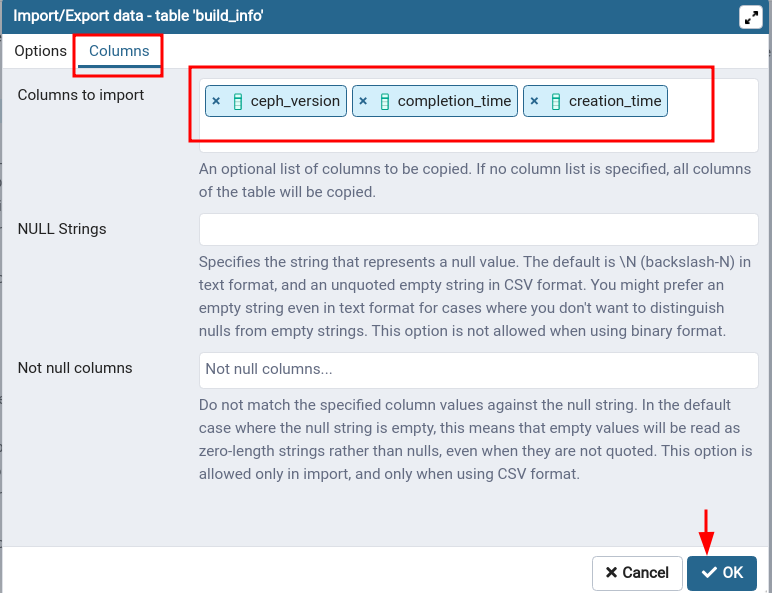 Import/Export data - table 'build_info'
Options Columns
Columns to import
ceph_version completion_time creation_time
An optional list of columns to be copied. If no column list is specified, all columns
of the table will be copied.
NULL Strings
Specifies the string that represents a null value. The default is \N (backslash-N) in
text format, and an unquoted empty string in CSV format. You might prefer an
empty string even in text format for cases where you don't want to distinguish
nulls from empty strings. This option is not allowed when using binary format.
Not null columns
Not null columns...
Do not match the specified column values against the null string. In the default
case where the null string is empty, this means that empty values will be read as
zero-length strings rather than nulls, even when they are not quoted. This option is
allowed only in import, and only when using CSV format.
Cancel OK